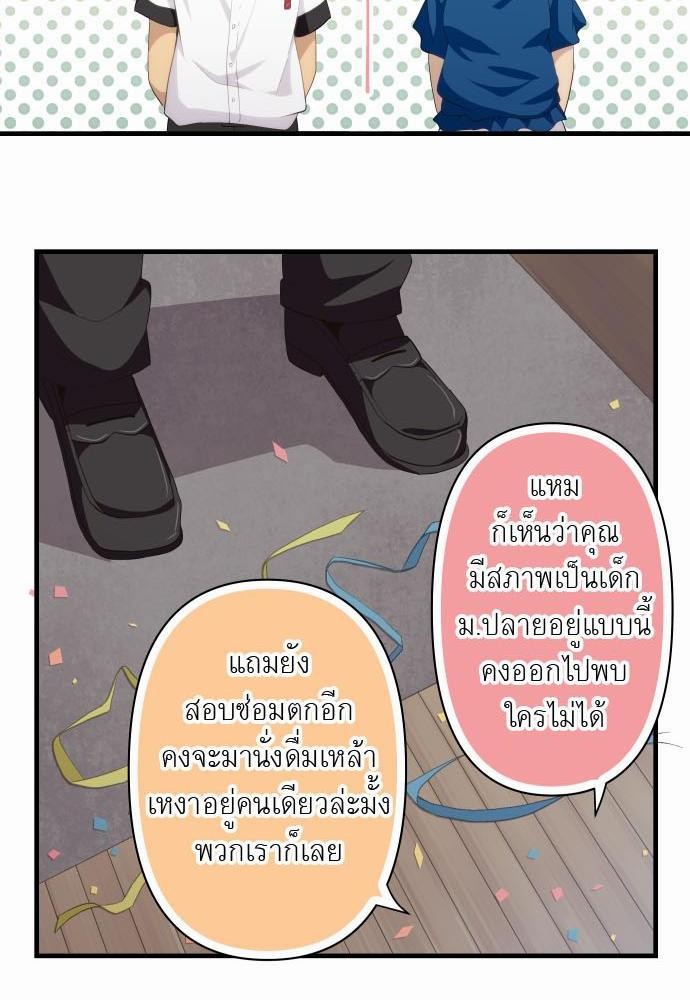 แหม
ก็เห็นว่าคุณ
มีสภาพเป็นเด็ก
ม.ปลายอยู่แบบนี้
คงออกไปพบ
ใครไม่ได้
แถมยัง
สอบซ่อมตกอีก
คงจะมานั่งดื่มเหล้า
เหงาอยู่คนเดียวล่ะมั้ง
พวกเราก็เลย